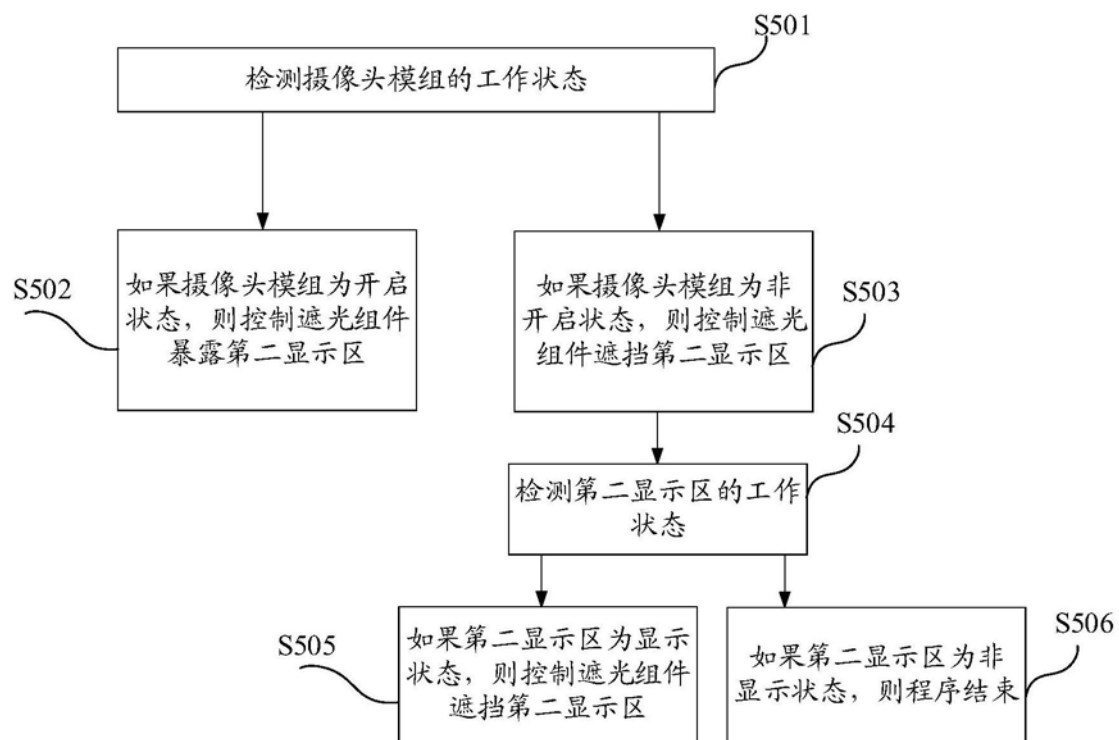 S501
检测摄像头模组的工作状态
S502
如果摄像头模组为开启
状态，则控制遮光组件
暴露第二显示区
如果摄像头模组为非
开启状态，则控制遮光
组件遮挡第二显示区
S503
S504
检测第二显示区的工作
状态
S505
如果第二显示区为显示
状态，则控制遮光组件
遮挡第二显示区
如果第二显示区为非
显示状态，则程序结束
S506